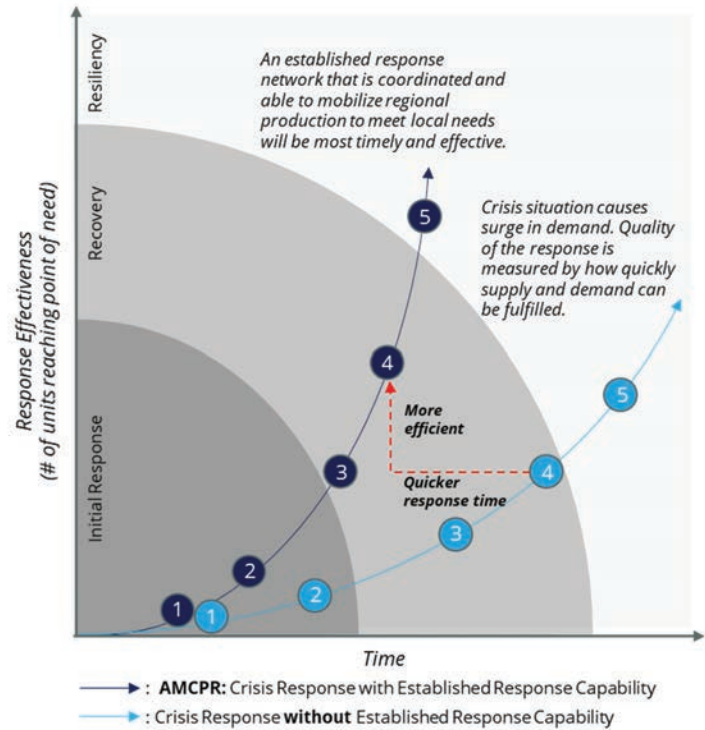 Response Effectiveness
(# of units reaching point of need)
Resiliency
Recovery
Initial Response
An established response
network that is coordinated and
able to mobilize regional
production to meet local needs
will be most timely and effective.
Crisis situation causes
surge in demand. Quality
of the response is
measured by how quickly
supply and demand can
be fulfilled.
5
4
3
2
1
More
efficient
Quicker
response time
5
4
3
2
1
Time
: AMCPR: Crisis Response with Established Response Capability
: Crisis Response without Established Response Capability